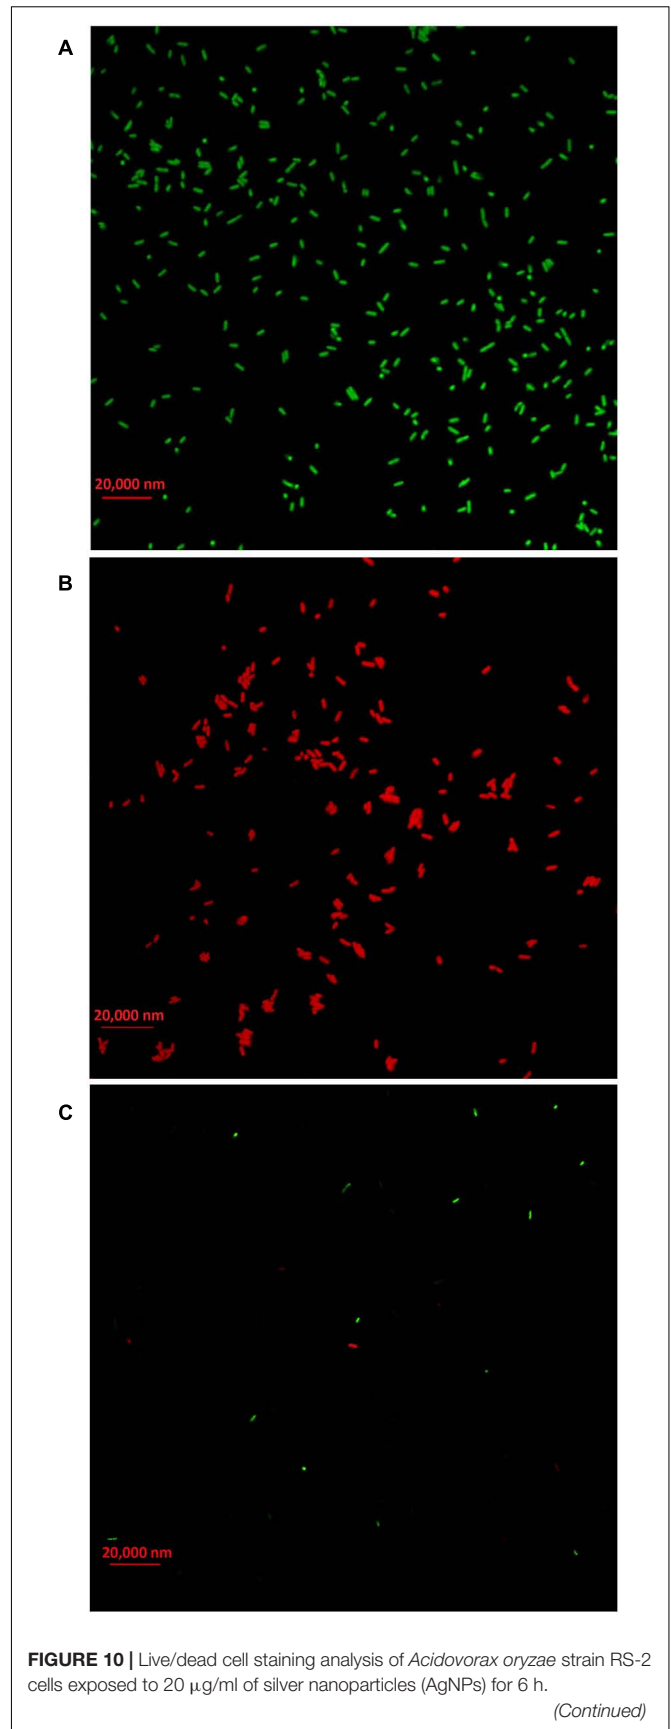 A
20,000 nm
B
20,000 nm
C
20,000 nm
FIGURE 10 | Live/dead cell staining analysis of Acidovorax oryzae strain RS-2
cells exposed to 20 μg/ml of silver nanoparticles (AgNPs) for 6 h.
(Continued)